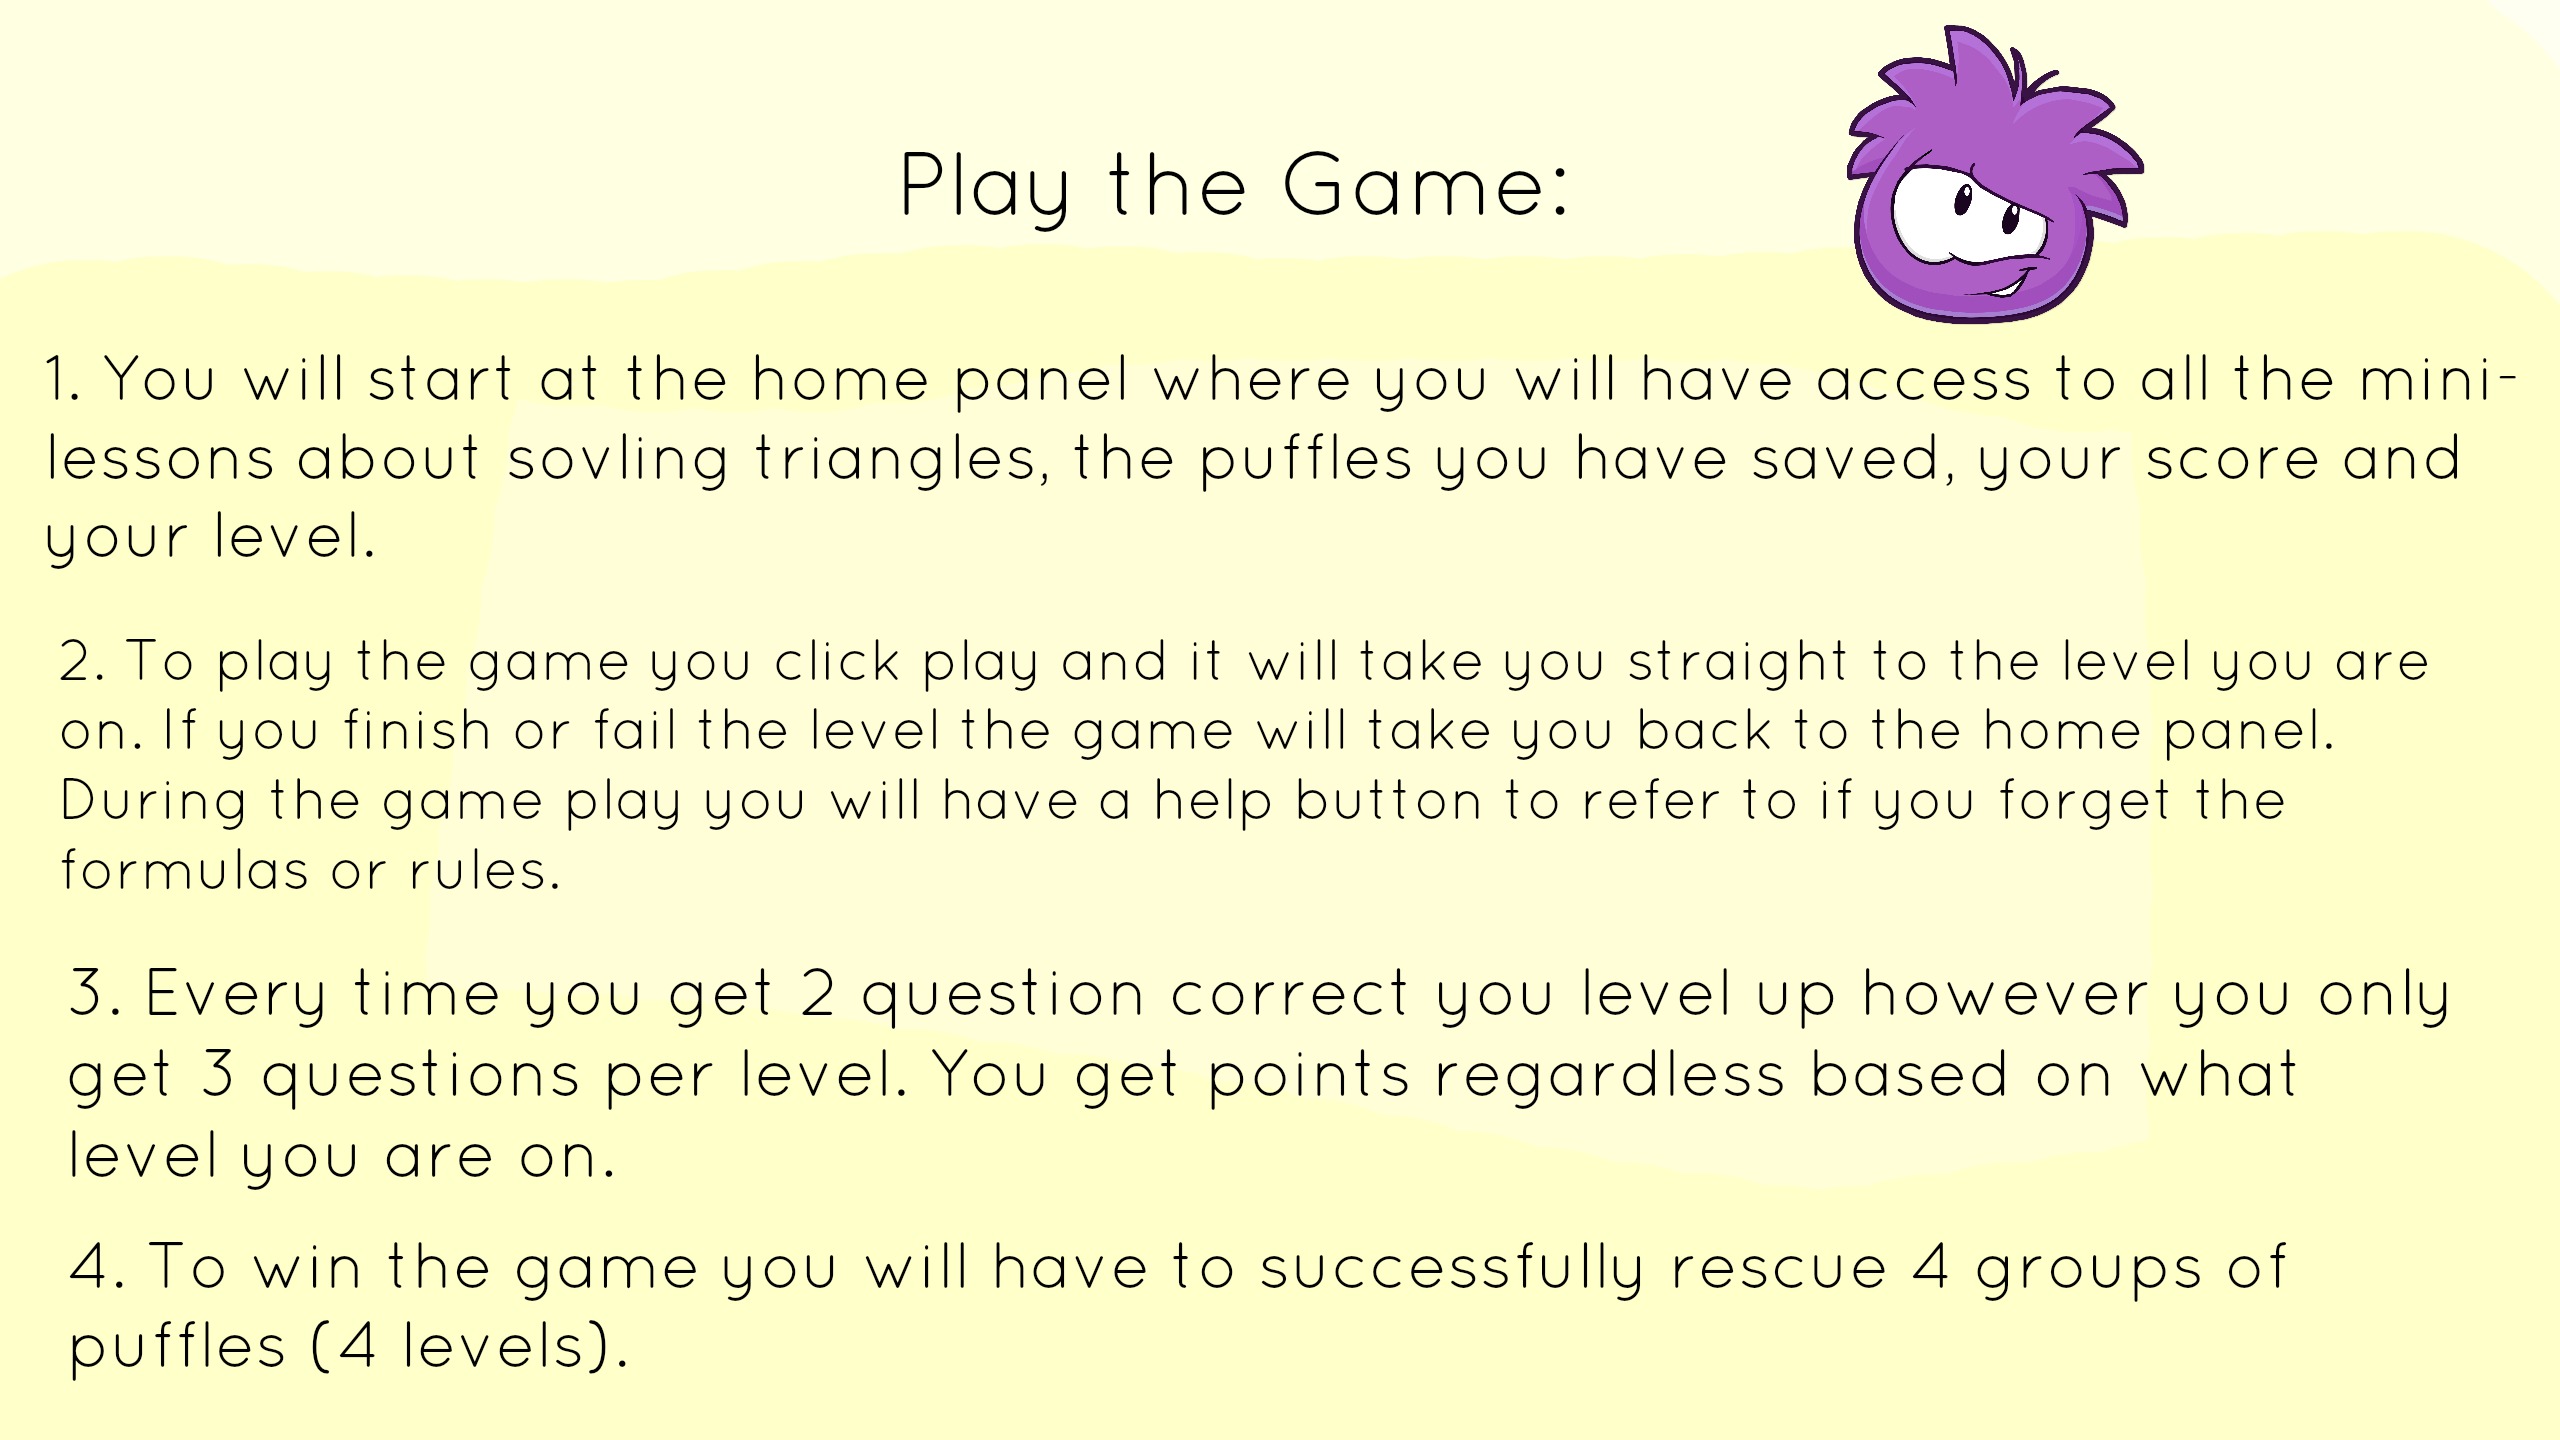 Play the Game:
1. You will start at the home panel where you will have access to all the mini-
lessons about sovling triangles, the puffles you have saved, your score and
your level.
2. To play the game you click play and it will take you straight to the level you are
on. If you finish or fail the level the game will take you back to the home panel.
During the game play you will have a help button to refer to if you forget the
formulas or rules.
3. Every time you get 2 question correct you level up however you only
get 3 questions per level. You get points regardless based on what
level you are on.
4. To win the game you will have to successfully rescue 4 groups of
puffles (4 levels).